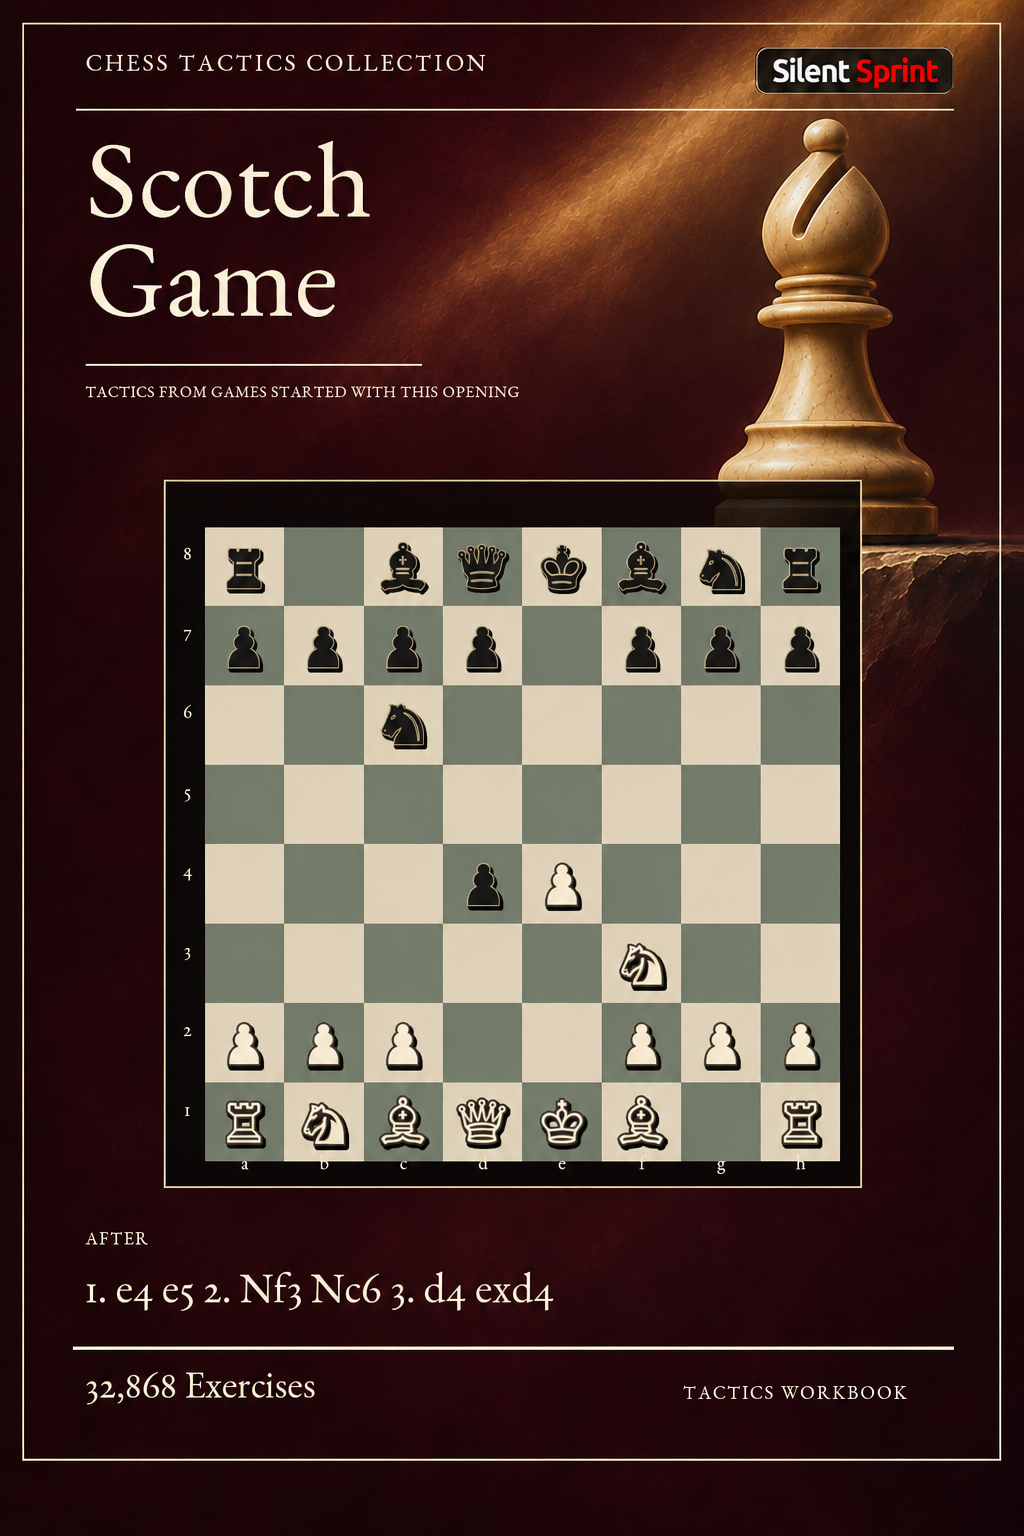 CHESS TACTICS COLLECTION
Silent Sprint
Scotch
Game
TACTICS FROM GAMES STARTED WITH THIS OPENING
8
7
6
5
4
3
2
1
a b c d e f g h
AFTER
1. e4 e5 2. Nf3 Nc6 3. d4 exd4
32,868 Exercises
TACTICS WORKBOOK